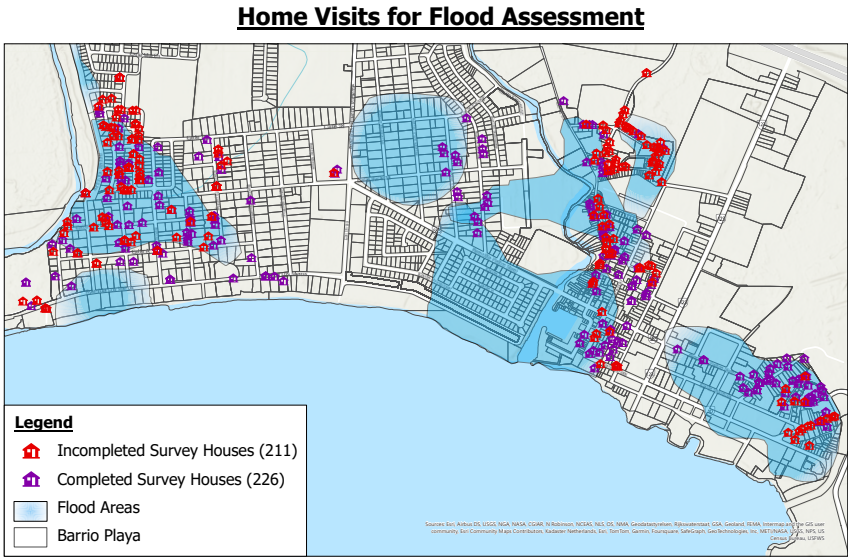 Home Visits for Flood Assessment
Legend
Incompleted Survey Houses (211)
Completed Survey Houses (226)
Flood Areas
Barrio Playa
Sources: Esri, Airbus DS, USGS, NGA, NASA, CGIAR, N Robinson, NCEAS, NLS, OS, NMA, Geodatastyrelsen, Rijkswaterstaat, GSA, Geoland, FEMA, Intermap and the GIS user
community, Esri Community Maps Contributors, Kadaster Netherlands, Esri, TomTom, Garmin, Foursquare, SafeGraph, GeoTechnologies, Inc, METI/NASA, USGS, NPS, US
Census Bureau, USFWS